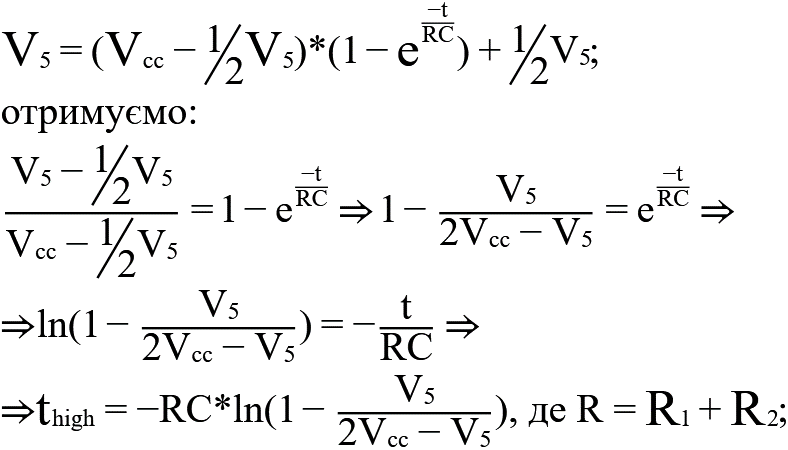 V₅ = (Vcc − 1/2V₅)*(1 − e^(−t/RC)) + 1/2V₅;
отримуємо:
(V₅ − 1/2V₅)/(Vcc − 1/2V₅) = 1 − e^(−t/RC) ⇒ 1 − V₅/(2Vcc − V₅) = e^(−t/RC) ⇒
⇒ln(1 − V₅/(2Vcc − V₅)) = −t/RC ⇒
⇒t_high = −RC*ln(1 − V₅/(2Vcc − V₅)), де R = R₁ + R₂;